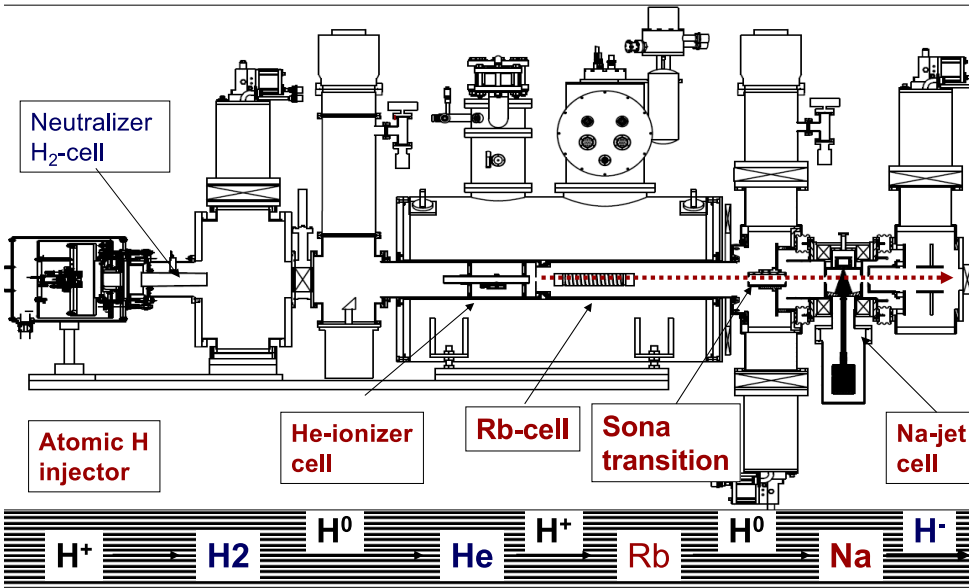 Neutralizer
H₂-cell
Atomic H
injector
He-ionizer
cell
Rb-cell
Sona
transition
Na-jet
cell
H⁺ H2 H⁰ He H⁺ Rb H⁰ Na H⁻